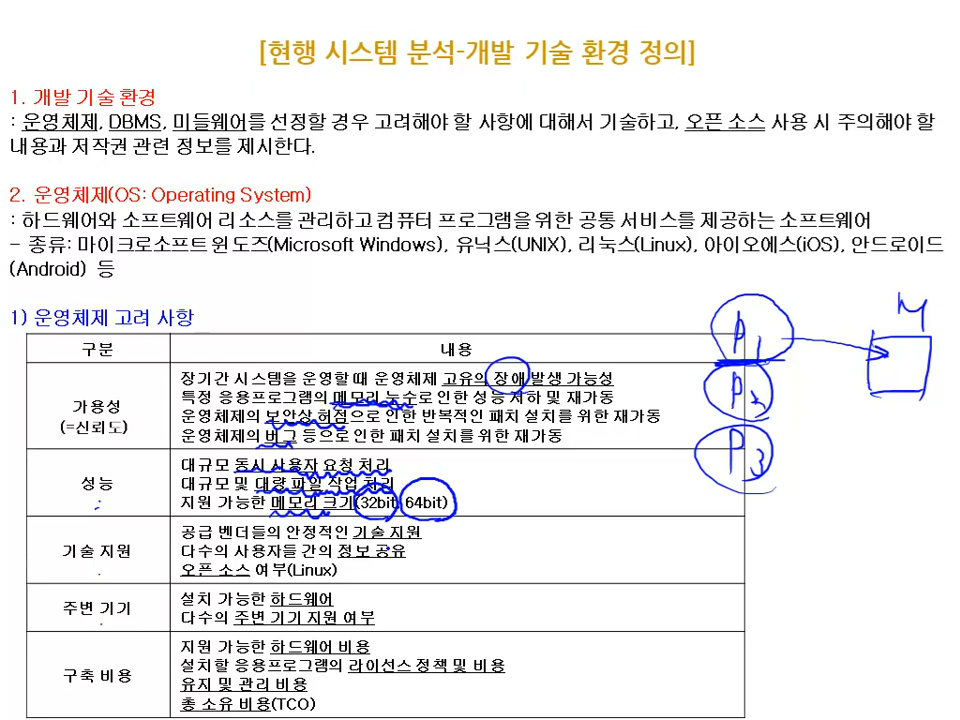 [현행 시스템 분석-개발 기술 환경 정의]
1. 개발 기술 환경
: 운영체제, DBMS, 미들웨어를 선정할 경우 고려해야 할 사항에 대해서 기술하고, 오픈 소스 사용 시 주의해야 할
내용과 저작권 관련 정보를 제시한다.
2. 운영체제(OS: Operating System)
: 하드웨어와 소프트웨어 리소스를 관리하고 컴퓨터 프로그램을 위한 공통 서비스를 제공하는 소프트웨어
- 종류: 마이크로소프트 윈도즈(Microsoft Windows), 유닉스(UNIX), 리눅스(Linux), 아이오에스(iOS), 안드로이드
(Android) 등
1) 운영체제 고려 사항
구분 내용
가용성
(=신뢰도)
장기간 시스템을 운영할 때 운영체제 고유의 장애 발생 가능성
특정 응용프로그램의 메모리 누수로 인한 성능 저하 및 재가동
운영체제의 보안상 허점으로 인한 반복적인 패치 설치를 위한 재가동
운영체제의 버그 등으로 인한 패치 설치를 위한 재가동
성능
대규모 동시 사용자 요청 처리
대규모 및 대량 파일 작업 처리
지원 가능한 메모리 크기(32bit, 64bit)
기술 지원
공급 벤더들의 안정적인 기술 지원
다수의 사용자들 간의 정보 공유
오픈 소스 여부(Linux)
주변 기기
설치 가능한 하드웨어
다수의 주변 기기 지원 여부
구축 비용
지원 가능한 하드웨어 비용
설치할 응용프로그램의 라이선스 정책 및 비용
유지 및 관리 비용
총 소유 비용(TCO)
P1
P2
P3
M